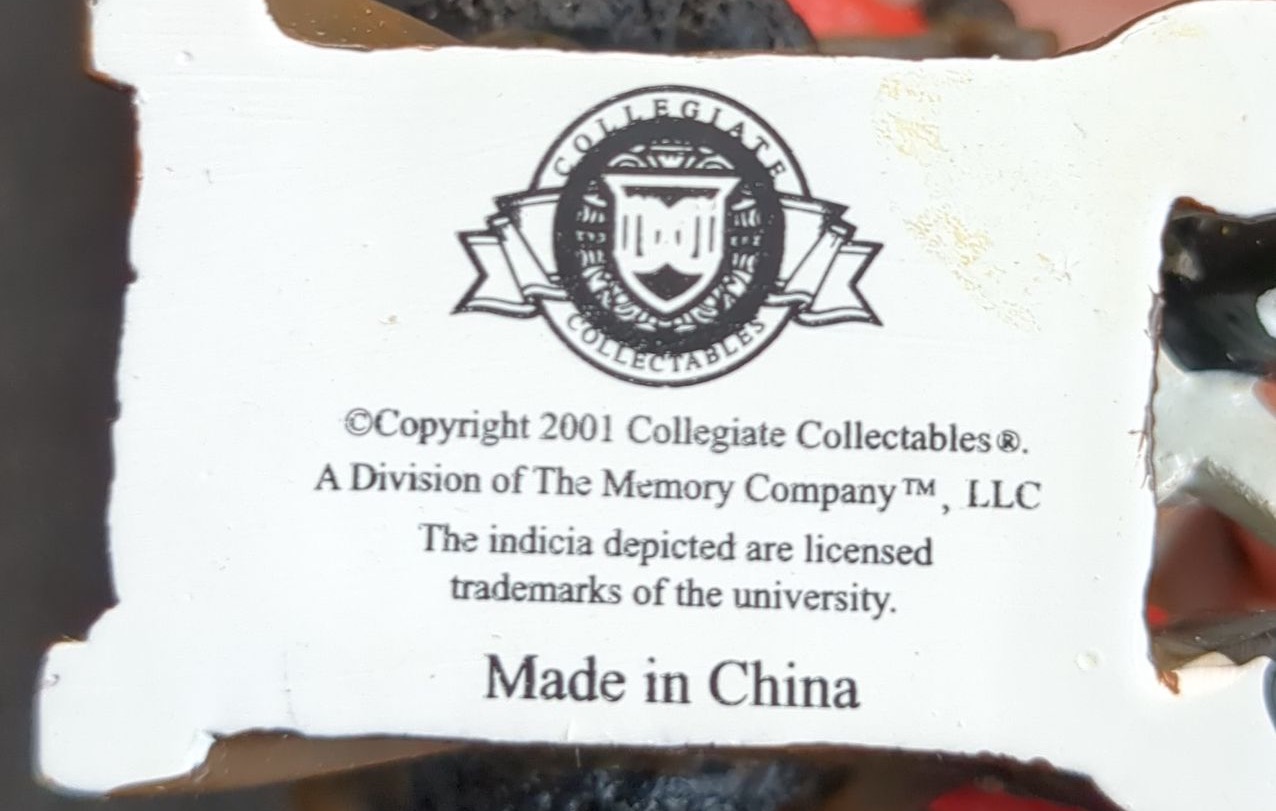 COLLEGIATE
COLLECTABLES
©Copyright 2001 Collegiate Collectables®.
A Division of The Memory Company™, LLC
The indicia depicted are licensed
trademarks of the university.
Made in China